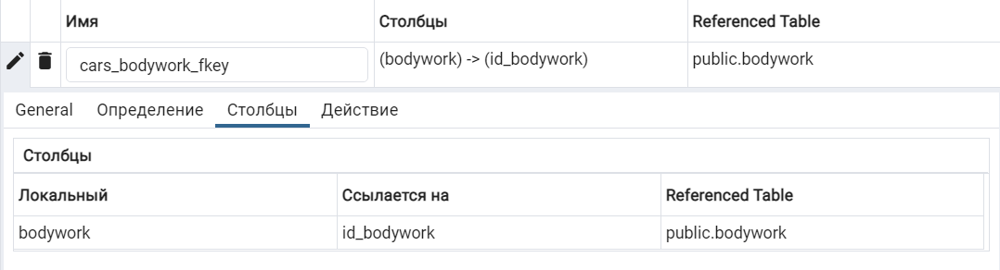 Имя Столбцы Referenced Table
cars_bodywork_fkey (bodywork) -> (id_bodywork) public.bodywork
General Определение Столбцы Действие
Столбцы
Локальный Ссылается на Referenced Table
bodywork id_bodywork public.bodywork